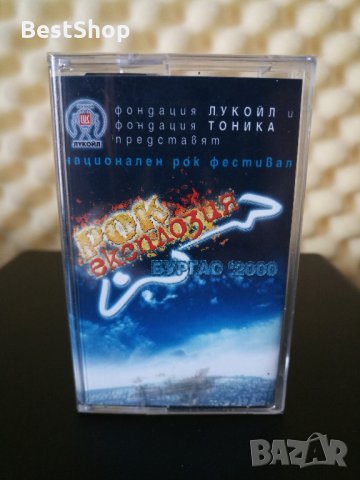 BestShop
фондация ЛУКОЙЛ и
фондация ТОНИКА
представят
ЛУКОЙЛ
национален рок фестивал
РОК
експлозия
БУРГАС '2000
BAZAR